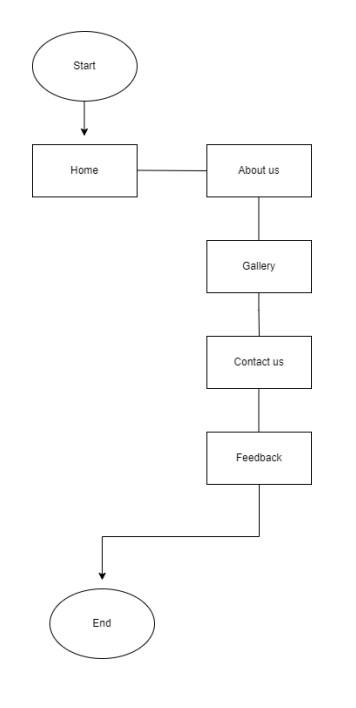 Start
Home
About us
Gallery
Contact us
Feedback
End